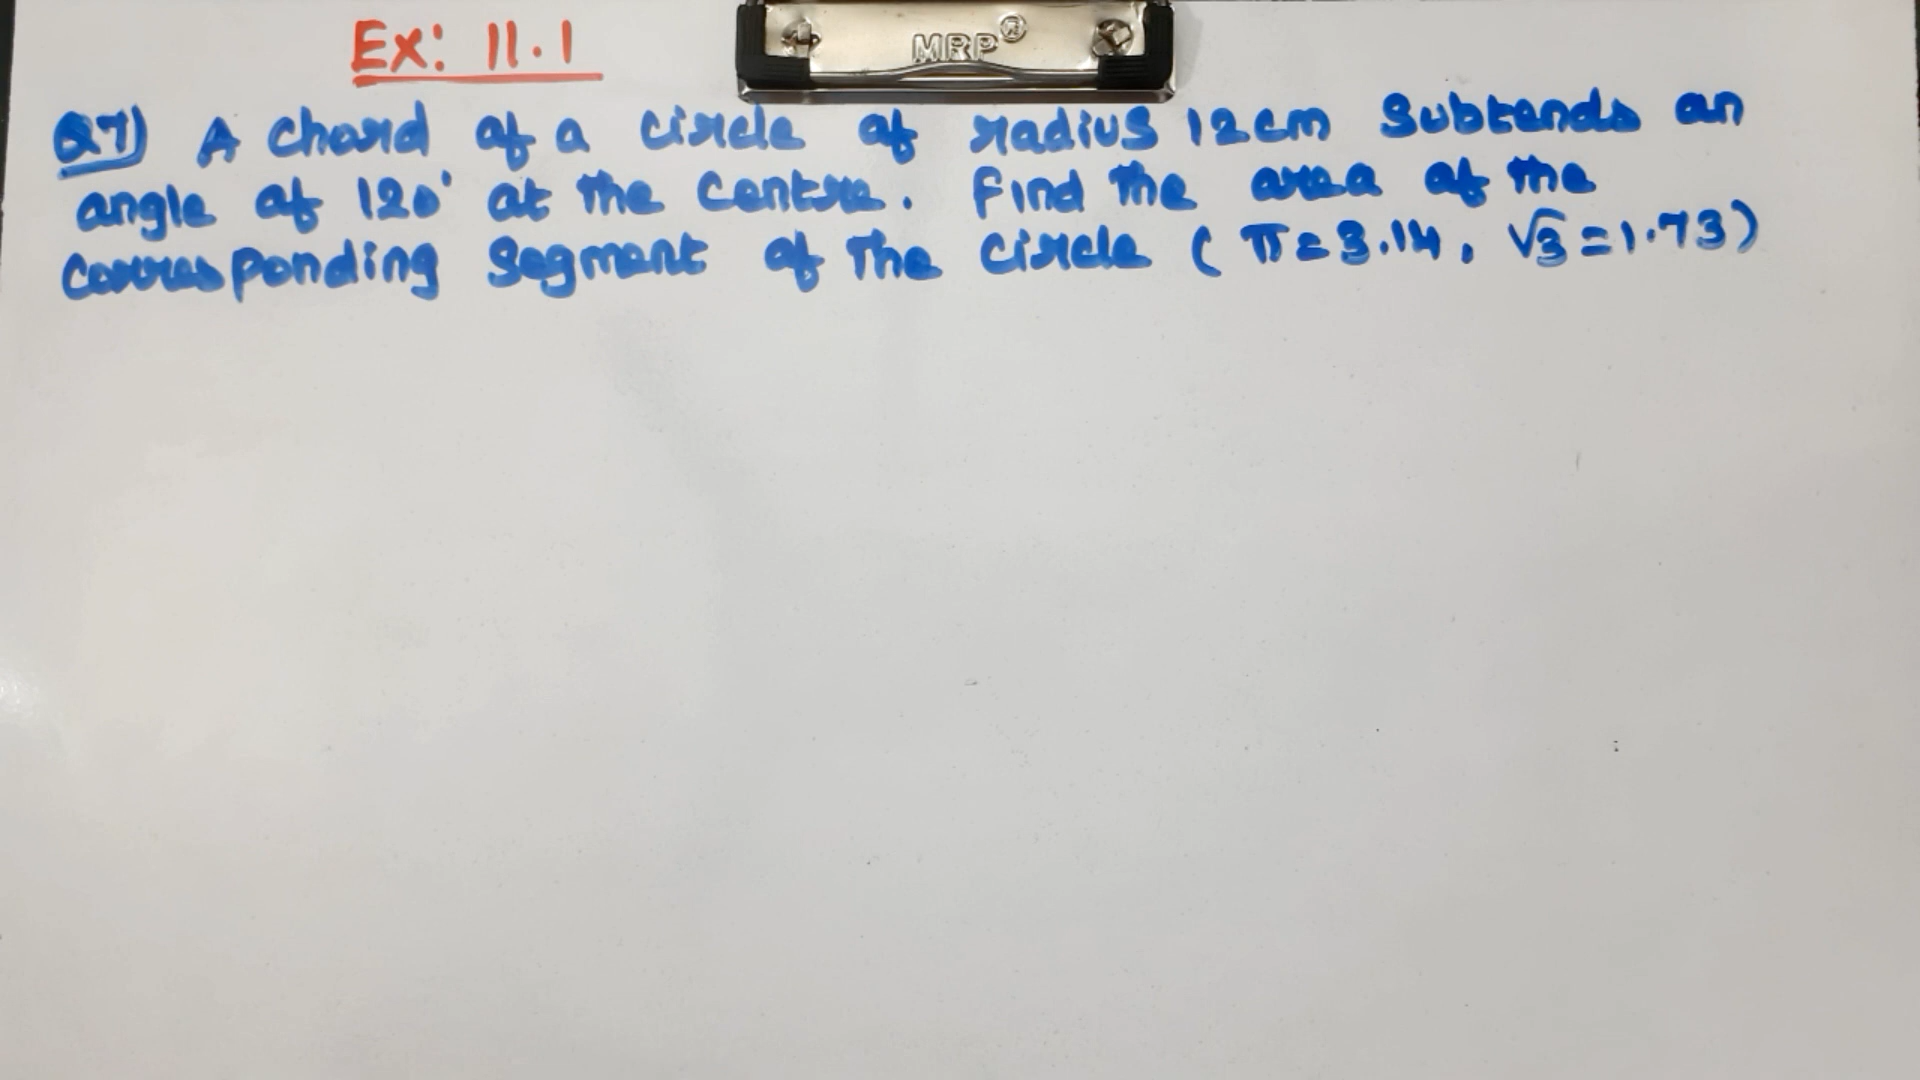 Ex: 11.1
MRP®
Q7) A chord of a circle of radius 12cm subtends an
angle of 120° at the centre. Find the area of the
corresponding segment of the circle (π=3.14, √3=1.73)